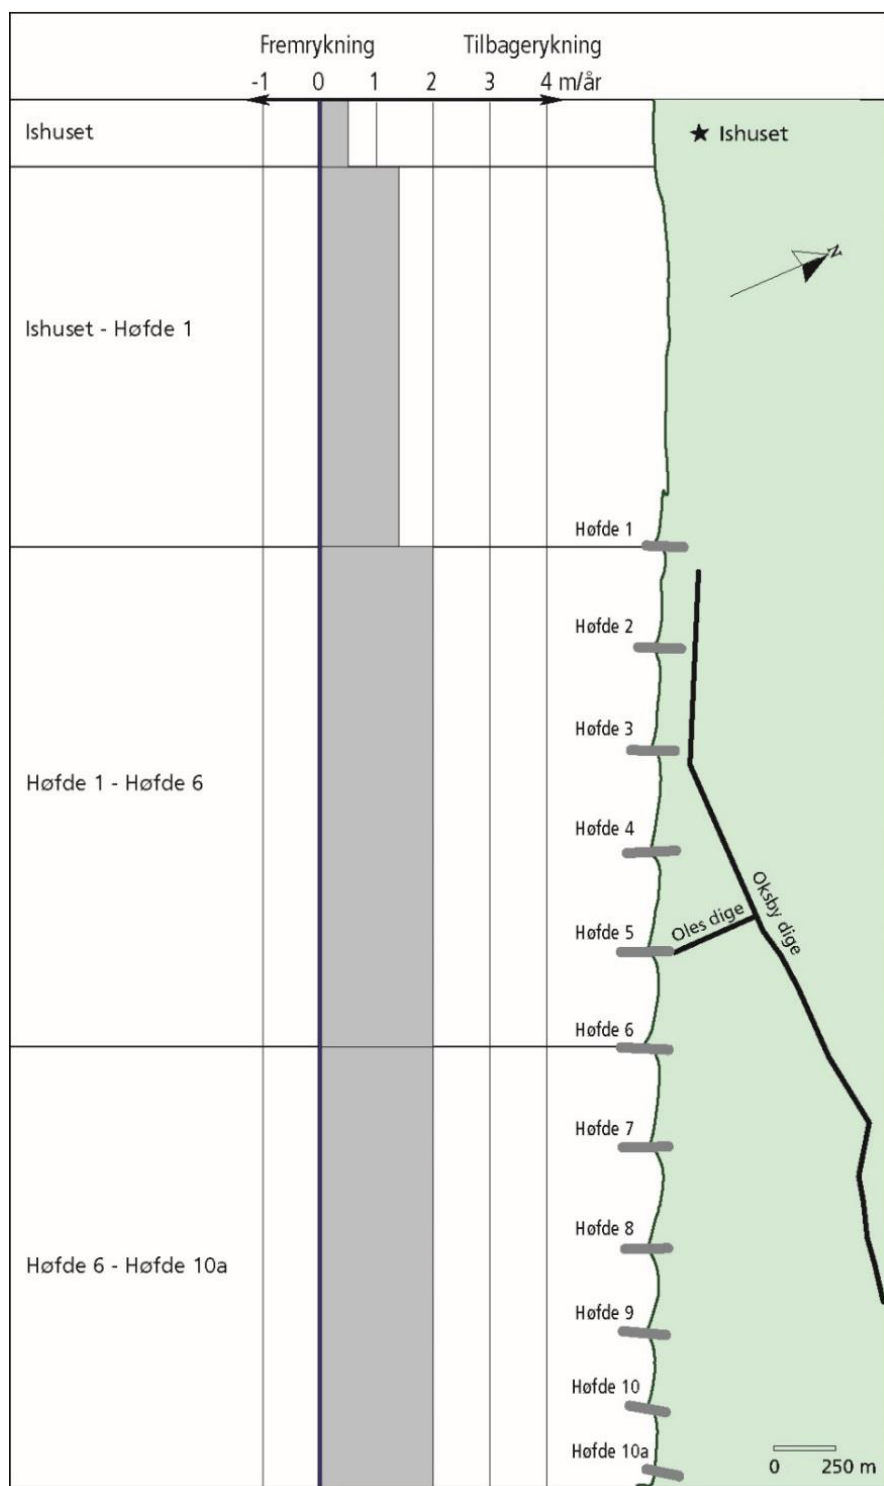 Fremrykning Tilbagerykning
-1 0 1 2 3 4 m/år
Ishuset
Ishuset
N
Ishuset - Høfde 1
Høfde 1
Høfde 2
Høfde 3
Høfde 1 - Høfde 6
Høfde 4
Oksby dige
Oles dige
Høfde 5
Høfde 6
Høfde 7
Høfde 8
Høfde 6 - Høfde 10a
Høfde 9
Høfde 10
Høfde 10a
0 250 m